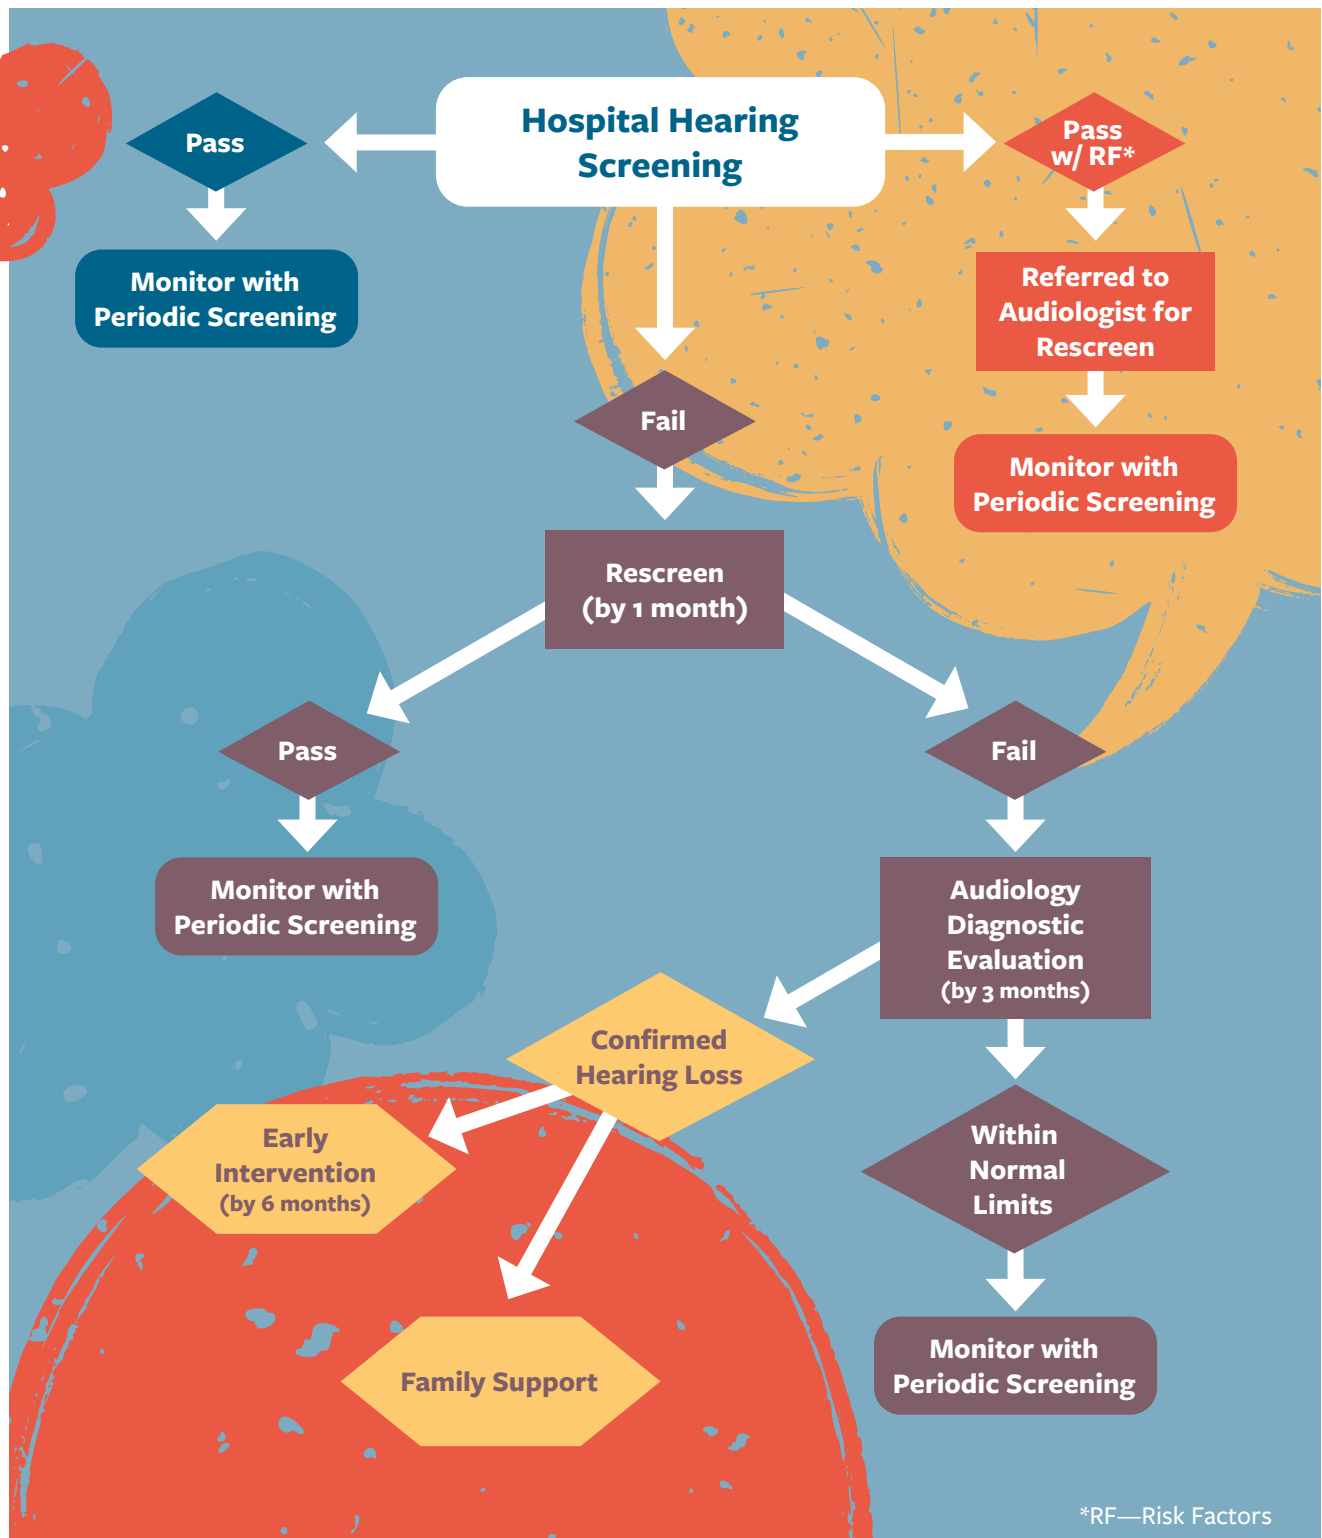 Hospital Hearing
Screening
Pass
Pass
w/ RF*
Monitor with
Periodic Screening
Referred to
Audiologist for
Rescreen
Fail
Monitor with
Periodic Screening
Rescreen
(by 1 month)
Pass
Fail
Monitor with
Periodic Screening
Audiology
Diagnostic
Evaluation
(by 3 months)
Confirmed
Hearing Loss
Early
Intervention
(by 6 months)
Within
Normal
Limits
Family Support
Monitor with
Periodic Screening
*RF—Risk Factors